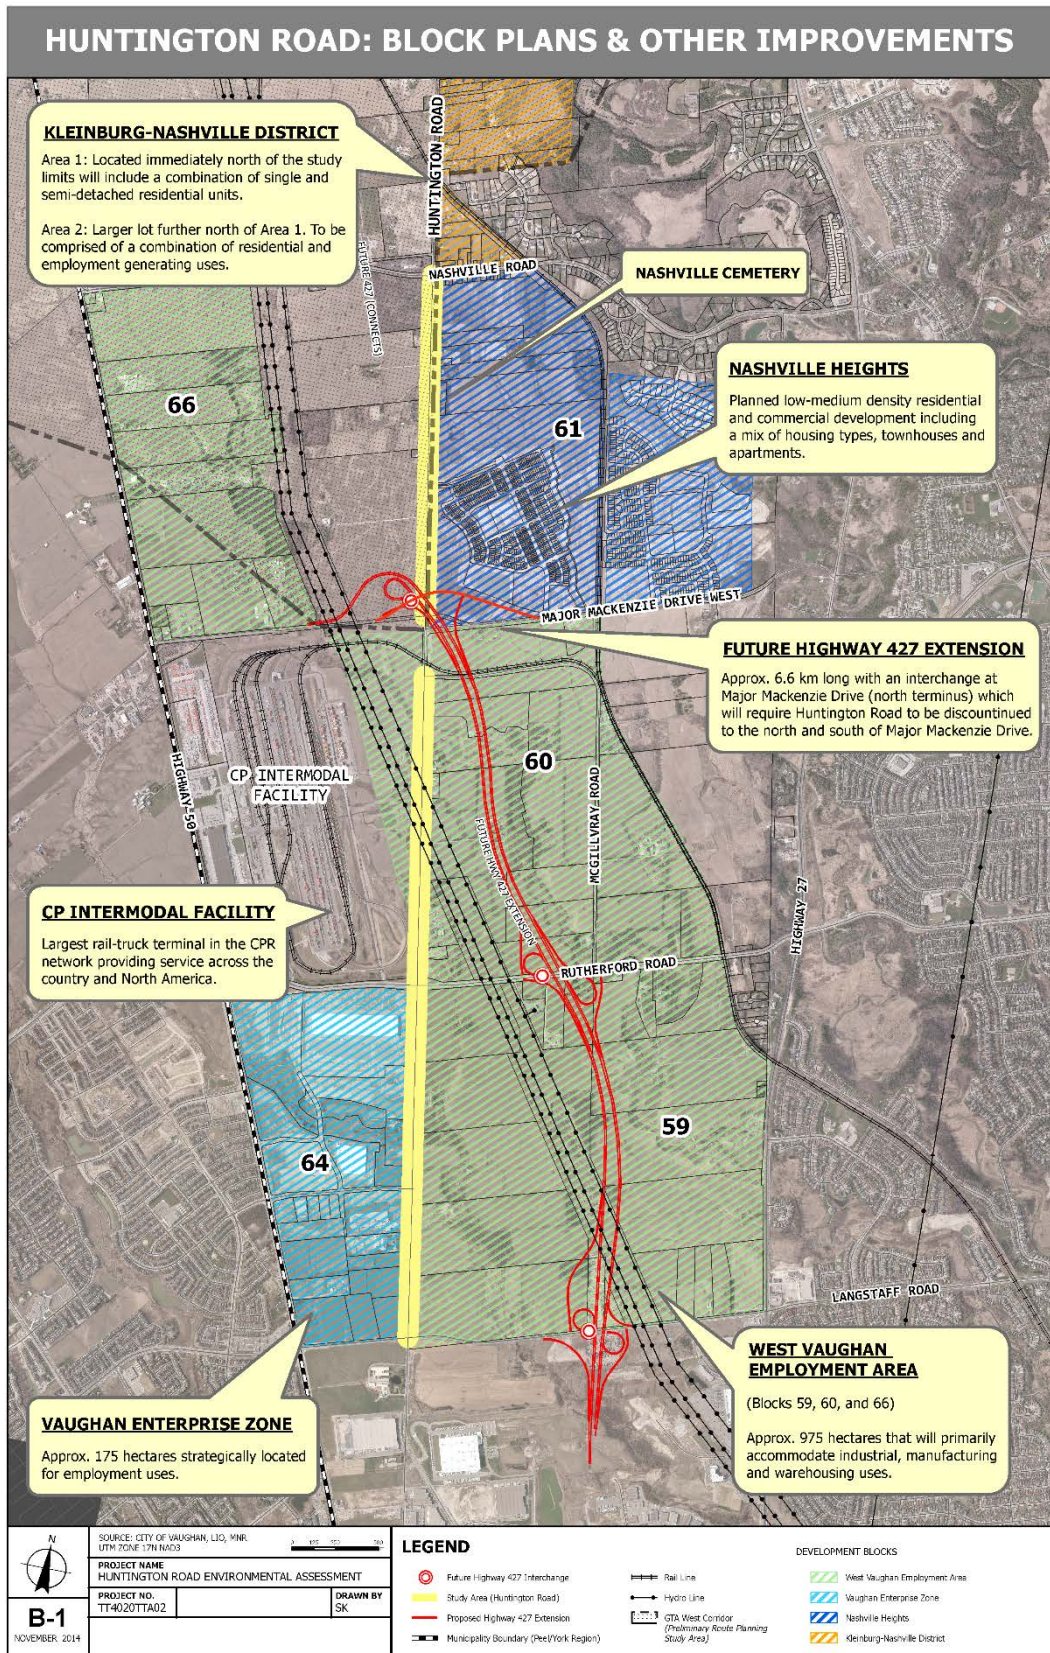 HUNTINGTON ROAD: BLOCK PLANS & OTHER IMPROVEMENTS
KLEINBURG-NASHVILLE DISTRICT
Area 1: Located immediately north of the study
limits will include a combination of single and
semi-detached residential units.
Area 2: Larger lot further north of Area 1. To be
comprised of a combination of residential and
employment generating uses.
HUNTINGTON ROAD
FUTURE 427 (CONNECTS)
NASHVILLE ROAD
NASHVILLE CEMETERY
NASHVILLE HEIGHTS
Planned low-medium density residential
and commercial development including
a mix of housing types, townhouses and
apartments.
66
61
MAJOR MACKENZIE DRIVE WEST
FUTURE HIGHWAY 427 EXTENSION
Approx. 6.6 km long with an interchange at
Major Mackenzie Drive (north terminus) which
will require Huntington Road to be discountinued
to the north and south of Major Mackenzie Drive.
HIGHWAY 50
CP INTERMODAL
FACILITY
60
MCGILLVRAY ROAD
FUTURE HWY 427 EXTENSION
HIGHWAY 27
CP INTERMODAL FACILITY
Largest rail-truck terminal in the CPR
network providing service across the
country and North America.
RUTHERFORD ROAD
59
64
LANGSTAFF ROAD
VAUGHAN ENTERPRISE ZONE
Approx. 175 hectares strategically located
for employment uses.
WEST VAUGHAN
EMPLOYMENT AREA
(Blocks 59, 60, and 66)
Approx. 975 hectares that will primarily
accommodate industrial, manufacturing
and warehousing uses.
N
B-1
NOVEMBER 2014
SOURCE: CITY OF VAUGHAN, LIO, MNR
UTM ZONE 17N NAD3
PROJECT NAME
HUNTINGTON ROAD ENVIRONMENTAL ASSESSMENT
PROJECT NO.
TT4020TTA02
DRAWN BY
SK
LEGEND
Future Highway 427 Interchange
Study Area (Huntington Road)
Proposed Highway 427 Extension
Municipality Boundary (Peel/York Region)
Rail Line
Hydro Line
GTA West Corridor
(Preliminary Route Planning
Study Area)
DEVELOPMENT BLOCKS
West Vaughan Employment Area
Vaughan Enterprise Zone
Nashville Heights
Kleinburg-Nashville District